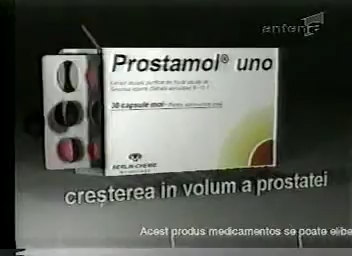 antena 1
Prostamol® uno
30 capsule moi
BERLIN-CHEMIE
creșterea in volum a prostatei
Acest produs medicamentos se poate elibe